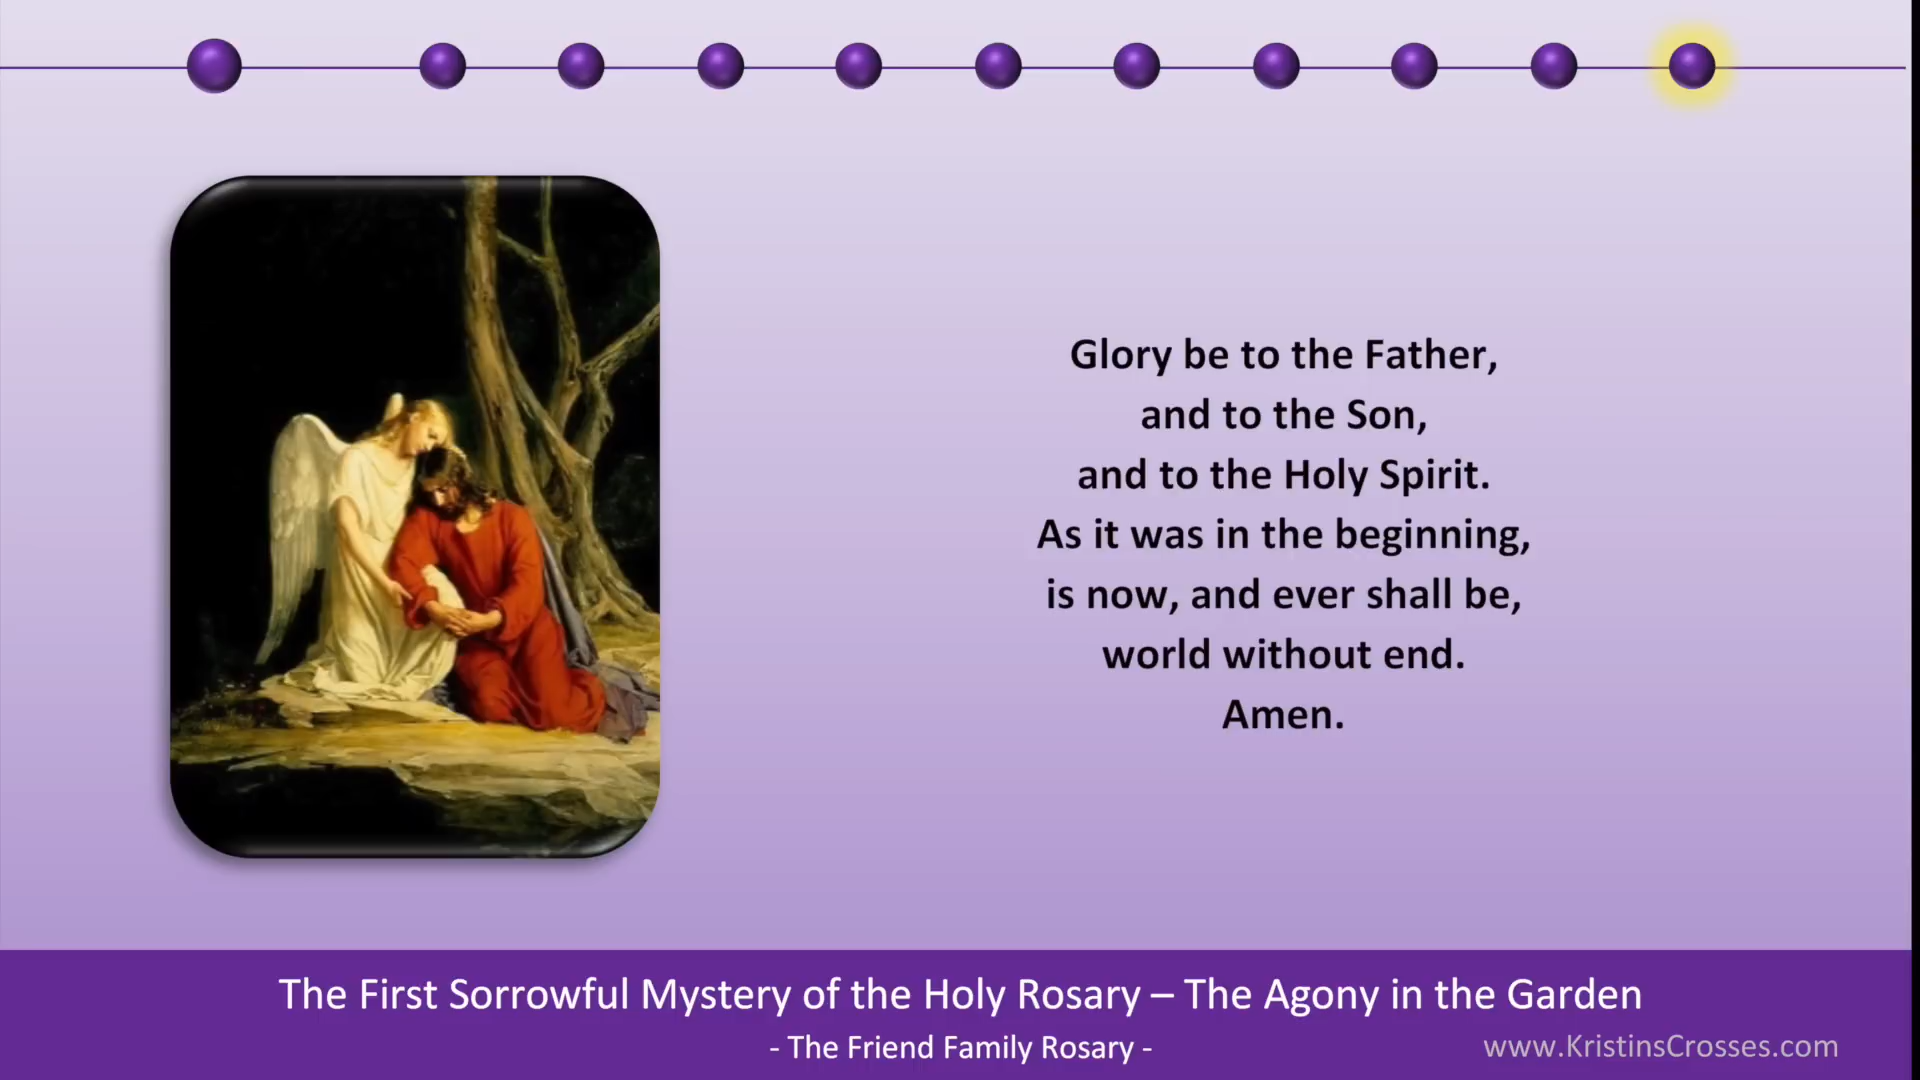 Glory be to the Father,
and to the Son,
and to the Holy Spirit.
As it was in the beginning,
is now, and ever shall be,
world without end.
Amen.
The First Sorrowful Mystery of the Holy Rosary – The Agony in the Garden
- The Friend Family Rosary -
www.KristinsCrosses.com